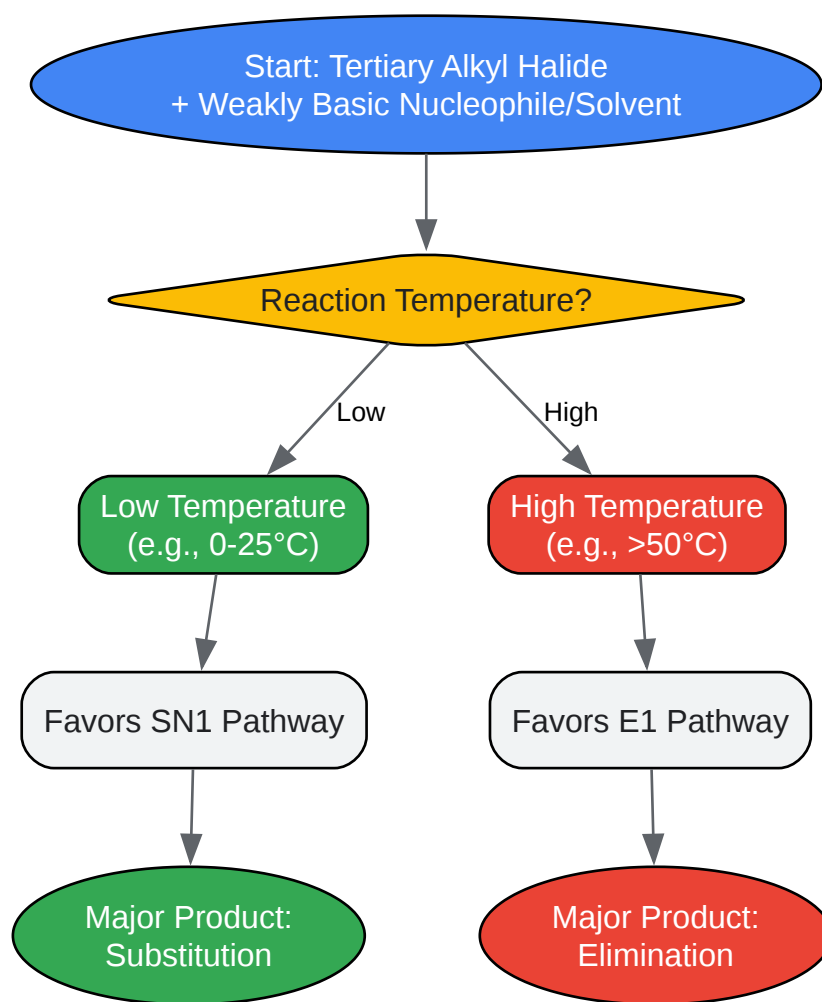 Start: Tertiary Alkyl Halide
+ Weakly Basic Nucleophile/Solvent
Reaction Temperature?
Low
High
Low Temperature
(e.g., 0-25°C)
High Temperature
(e.g., >50°C)
Favors SN1 Pathway
Favors E1 Pathway
Major Product:
Substitution
Major Product:
Elimination